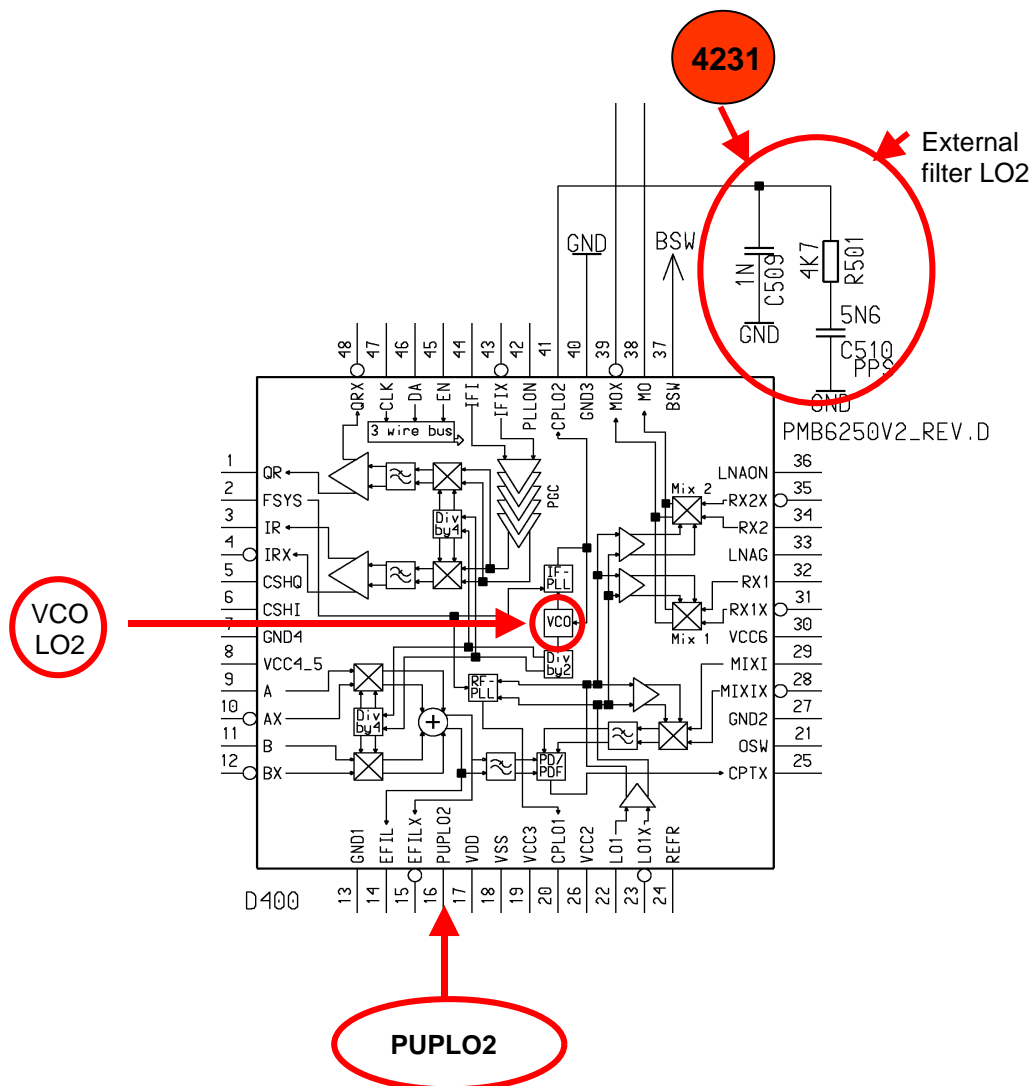 4231
External
filter LO2
GND
BSW
1N
C509
4K7
R501
GND
5N6
C510
PPS
GND
PMB6250V2_REV.D
48
47
46
45
44
43
42
41
40
39
38
37
QRX
CLK
DA
EN
IFI
IFIX
PLLON
CPLO2
GND3
MOX
MO
BSW
3 wire bus
1
QR
2
FSYS
3
IR
4
IRX
5
CSHQ
6
CSHI
7
GND4
8
VCC4_5
9
A
10
AX
11
B
12
BX
VCO
LO2
PGC
Div
by4
IF-
PLL
VCO
Div
by2
RF-
PLL
Div
by4
+
PD/
PDF
Mix 2
Mix 1
LNAON
36
RX2X
35
RX2
34
LNAG
33
RX1
32
RX1X
31
VCC6
30
MIXI
29
MIXIX
28
GND2
27
OSW
21
CPTX
25
GND1
EFIL
EFILX
PUPLO2
VDD
VSS
VCC3
CPLO1
VCC2
LO1
LO1X
REFR
D400
13
14
15
16
17
18
19
20
26
22
23
24
PUPLO2